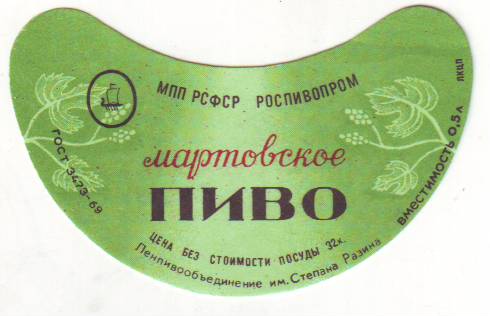 МПП РСФСР РОСПИВОПРОМ
мартовское
ПИВО
ЦЕНА БЕЗ СТОИМОСТИ ПОСУДЫ 32к.
Ленпивообъединение им. Степана Разина
ГОСТ 3473-69
вместимость 0,5л
ЛКЦП